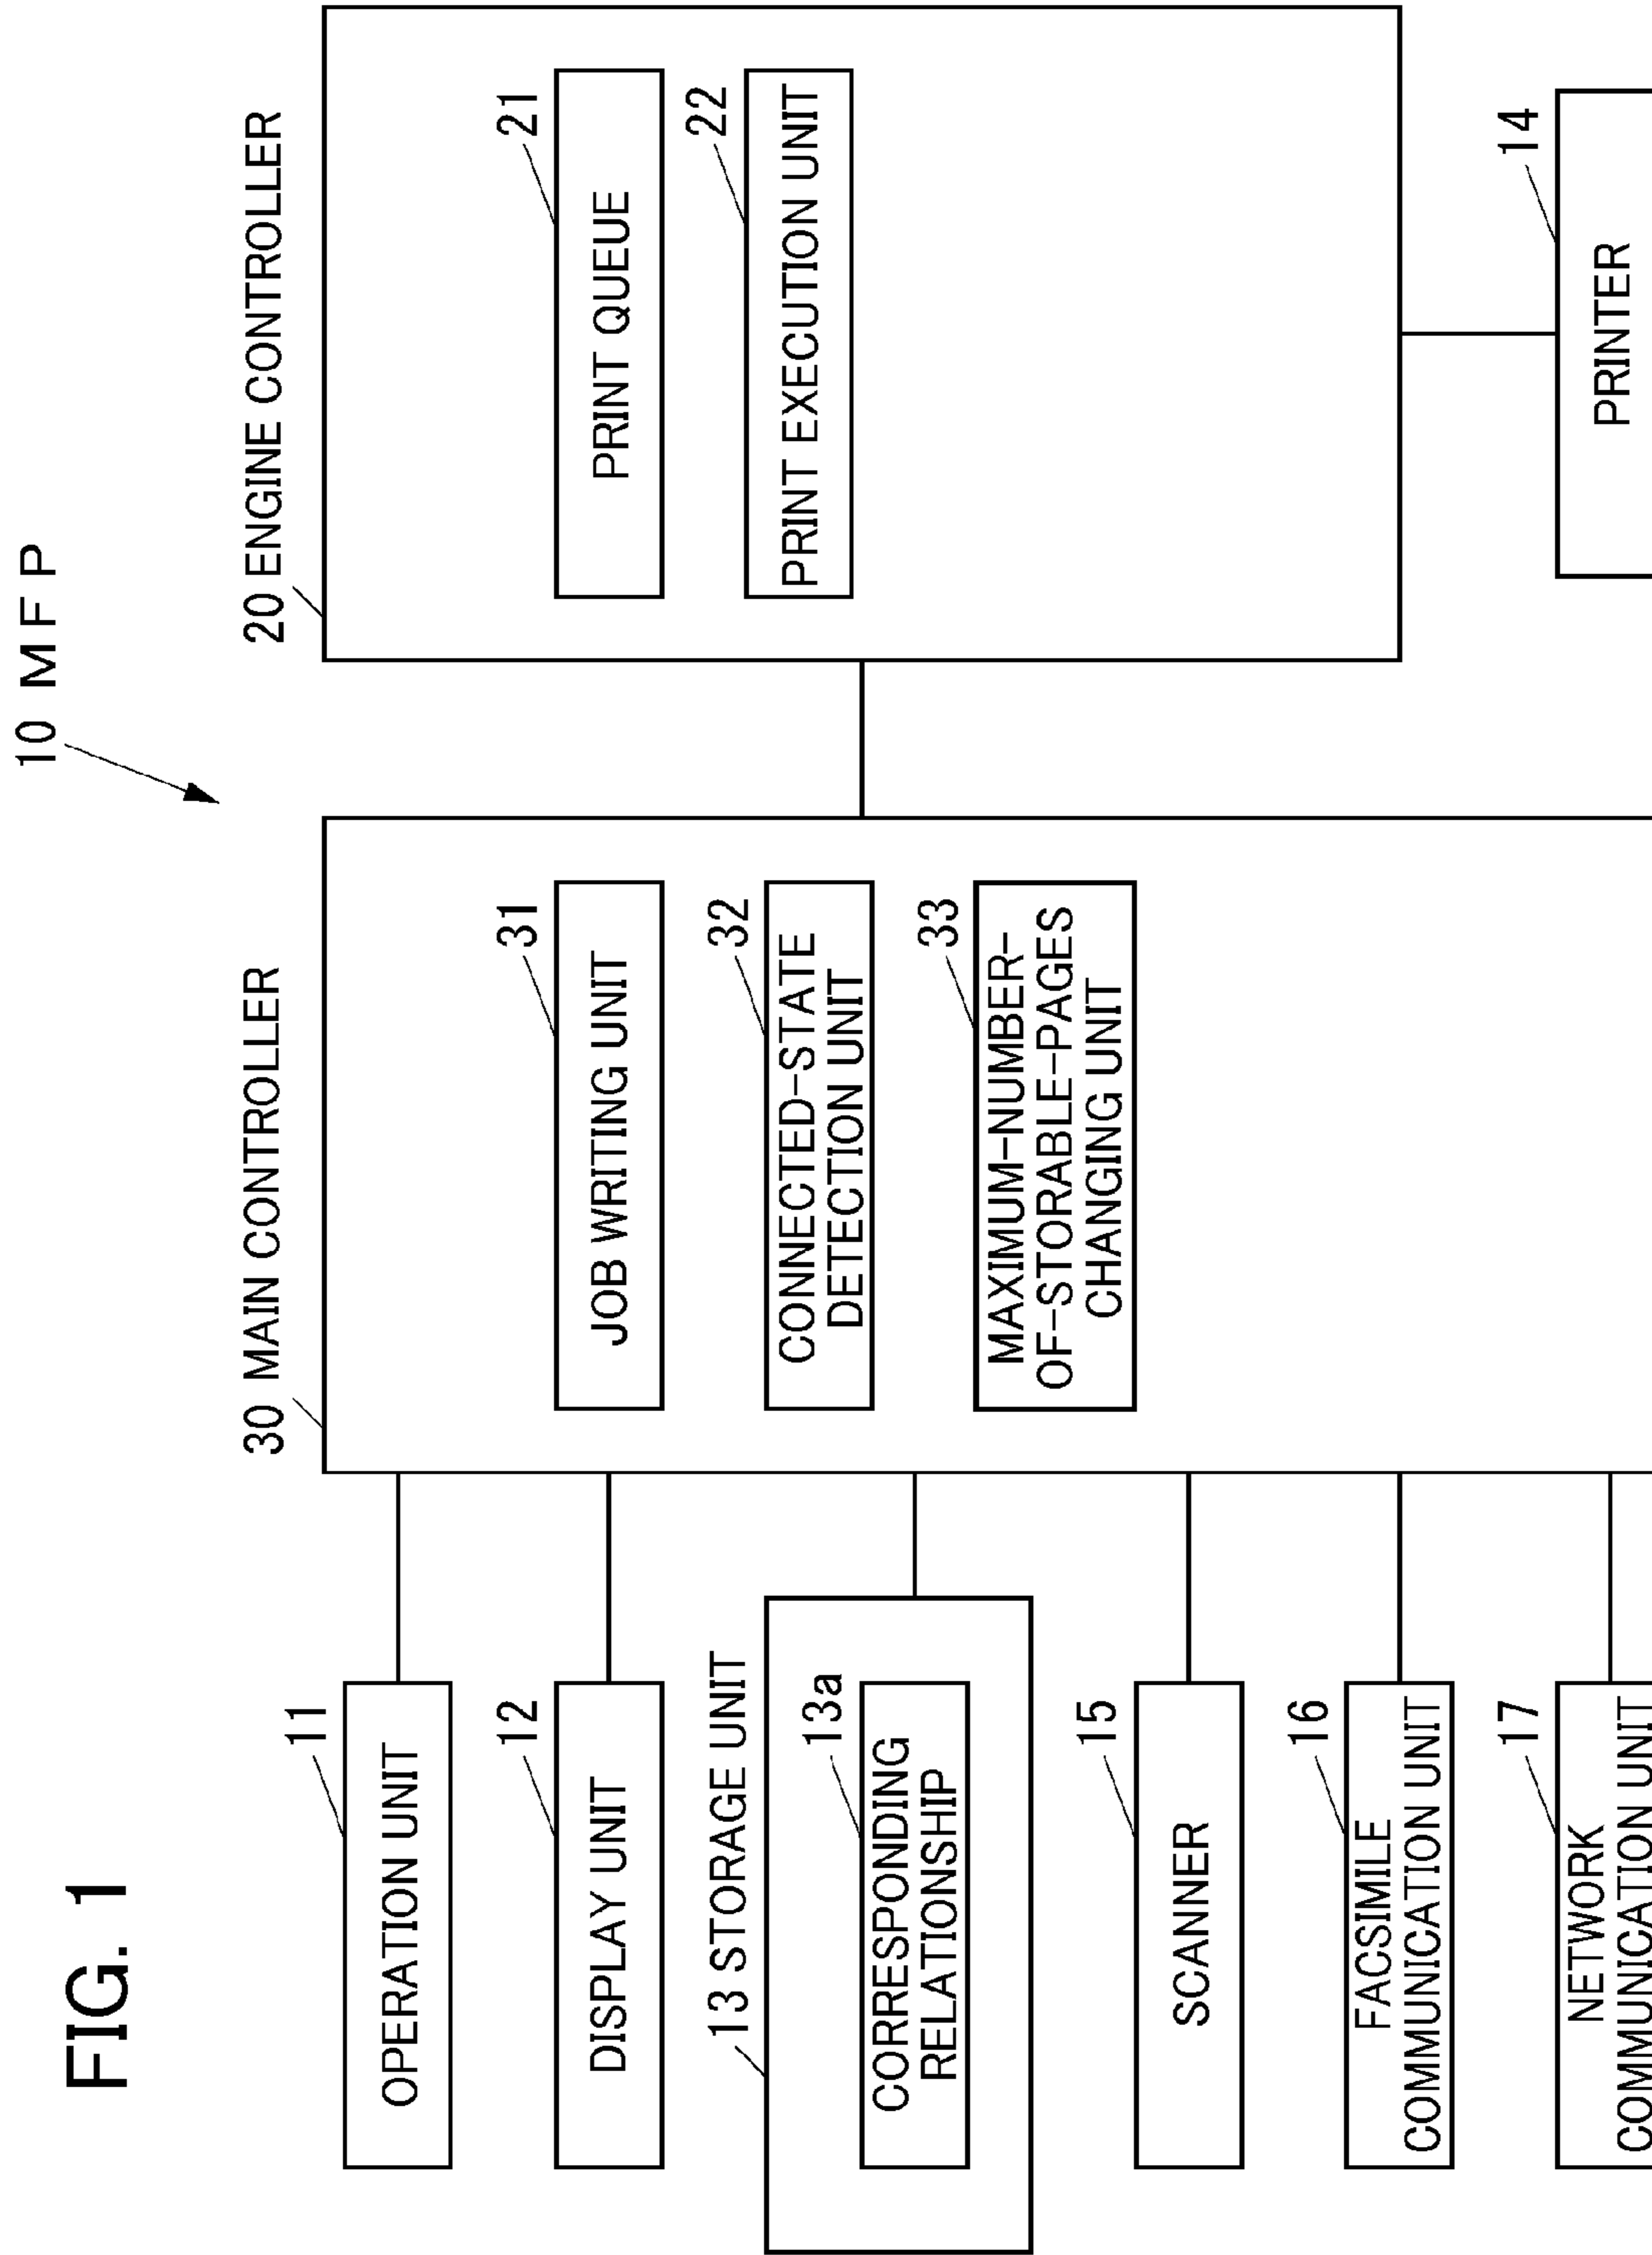 FIG. 1
10 MFP
11
OPERATION UNIT
12
DISPLAY UNIT
13 STORAGE UNIT
13a
CORRESPONDING
RELATIONSHIP
15
SCANNER
16
FACSIMILE
COMMUNICATION UNIT
17
NETWORK
COMMUNICATION UNIT
30 MAIN CONTROLLER
31
JOB WRITING UNIT
32
CONNECTED-STATE
DETECTION UNIT
33
MAXIMUM-NUMBER-
OF-STORABLE-PAGES
CHANGING UNIT
20 ENGINE CONTROLLER
21
PRINT QUEUE
22
PRINT EXECUTION UNIT
14
PRINTER